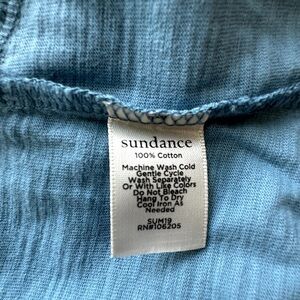 sundance
100% Cotton
Machine Wash Cold
Gentle Cycle
Wash Separately
Or With Like Colors
Do Not Bleach
Hang To Dry
Cool Iron As
Needed
SUM19
RN#106205